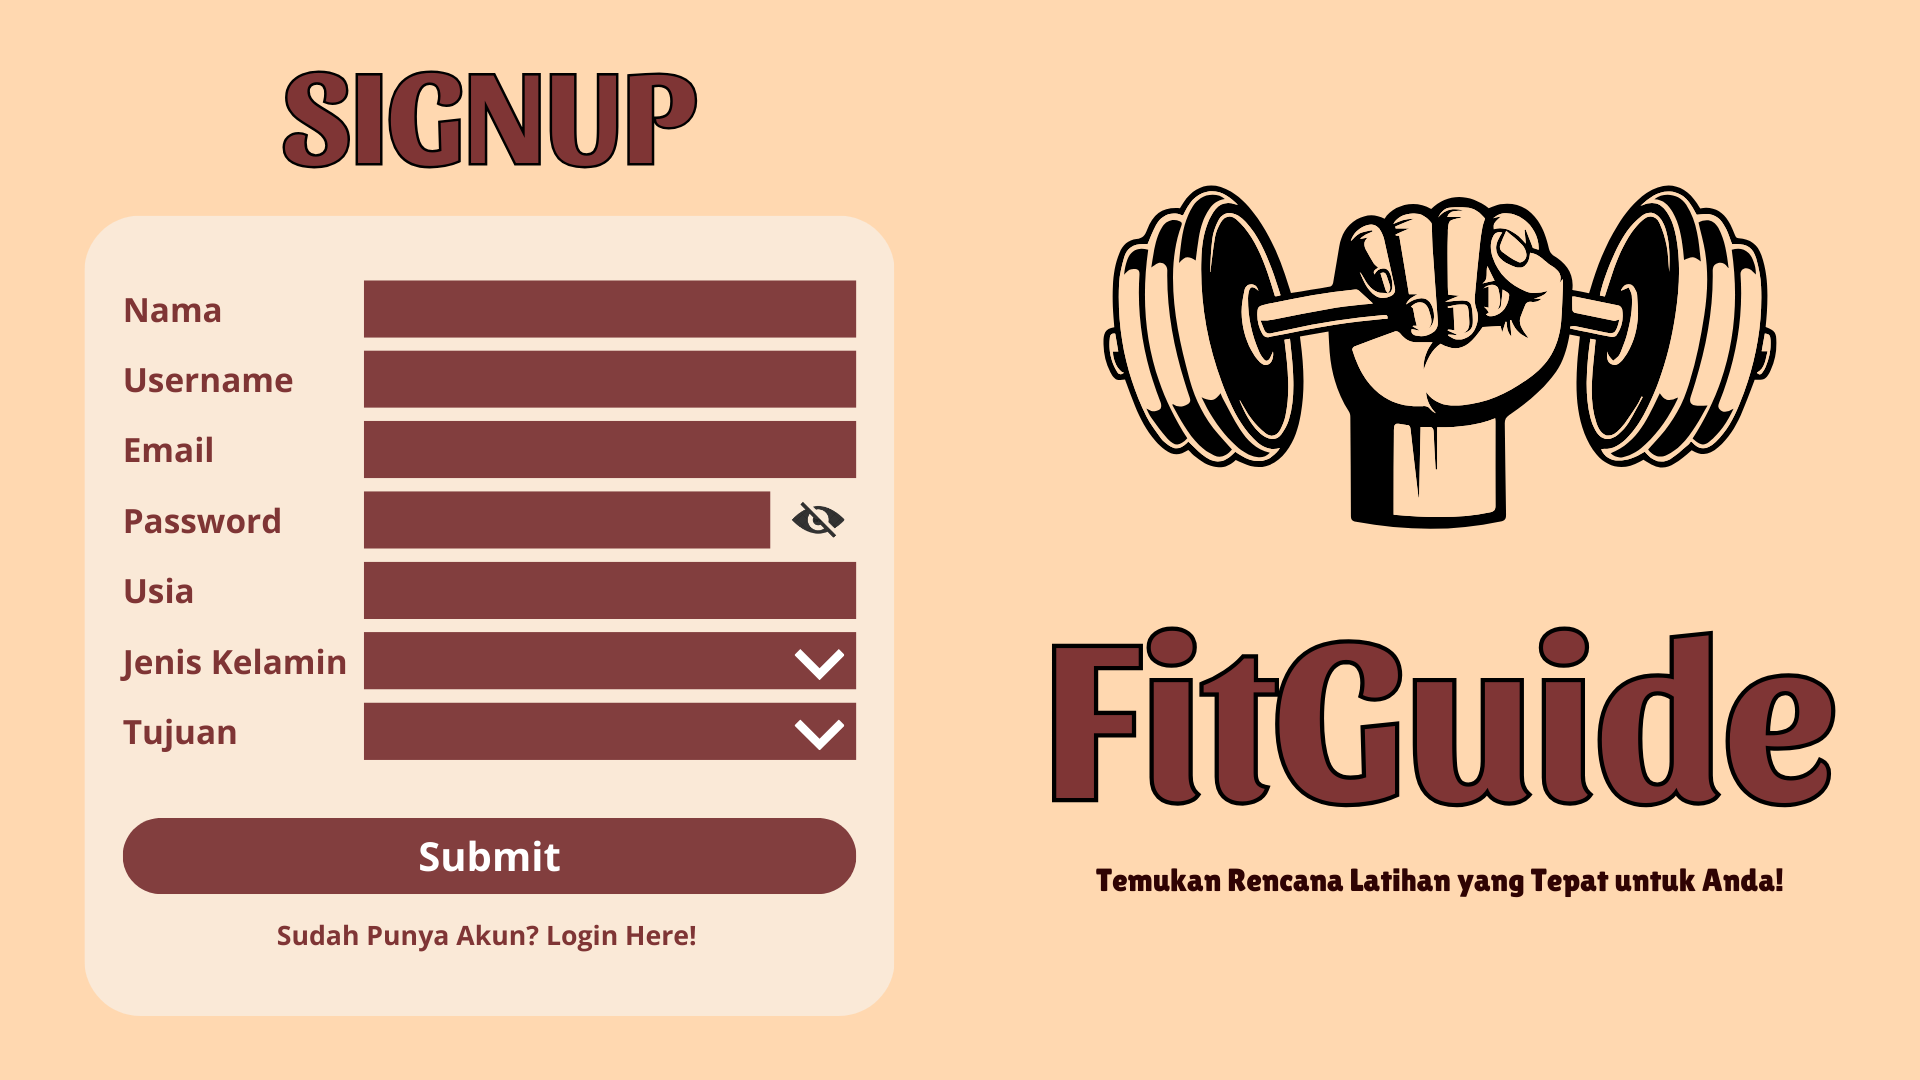 SIGNUP
Nama
Username
Email
Password
Usia
Jenis Kelamin
Tujuan
Submit
Sudah Punya Akun? Login Here!
FitGuide
Temukan Rencana Latihan yang Tepat untuk Anda!